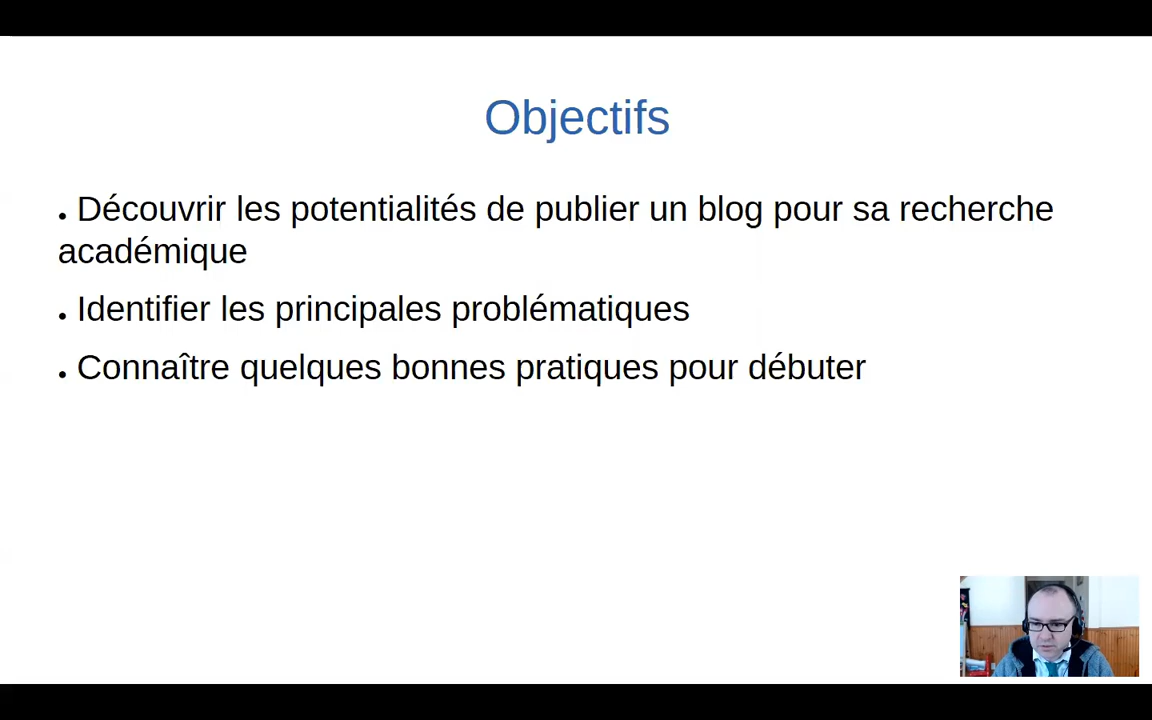 Objectifs
• Découvrir les potentialités de publier un blog pour sa recherche
académique
• Identifier les principales problématiques
• Connaître quelques bonnes pratiques pour débuter